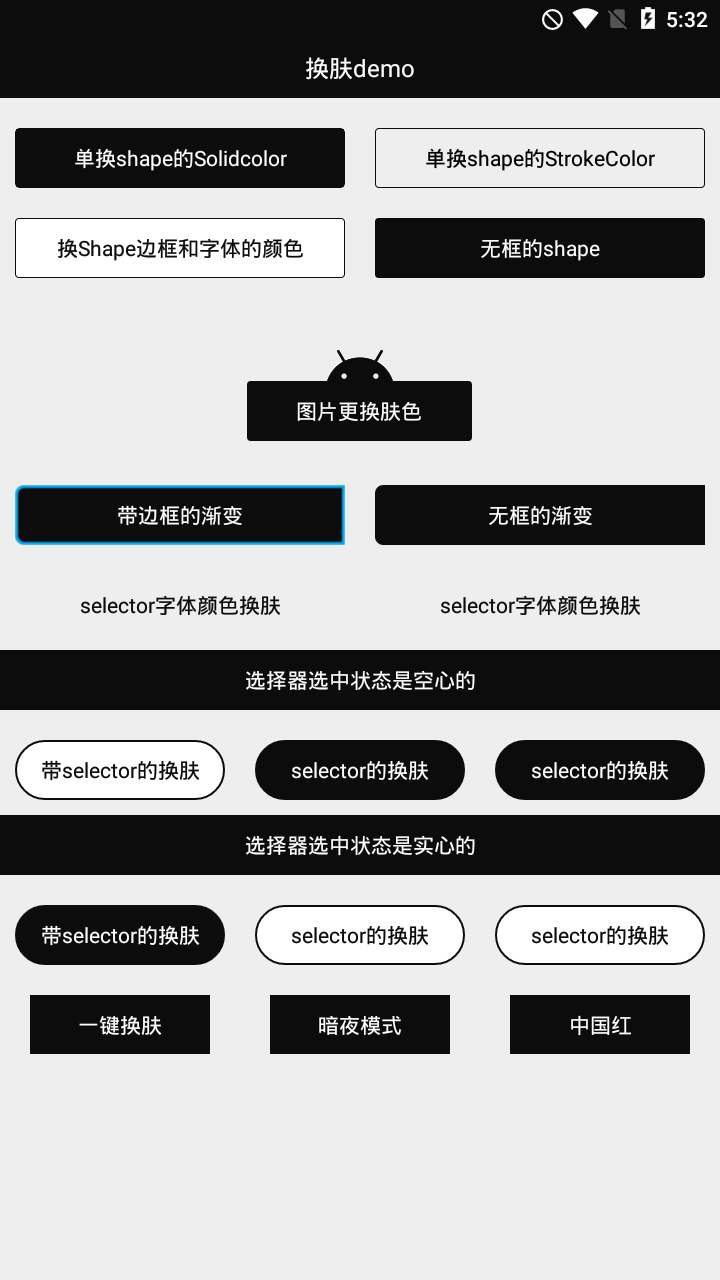 5:32
换肤demo
单换shape的Solidcolor
单换shape的StrokeColor
换Shape边框和字体的颜色
无框的shape
图片更换肤色
带边框的渐变
无框的渐变
selector字体颜色换肤
selector字体颜色换肤
选择器选中状态是空心的
带selector的换肤
selector的换肤
selector的换肤
选择器选中状态是实心的
带selector的换肤
selector的换肤
selector的换肤
一键换肤
暗夜模式
中国红